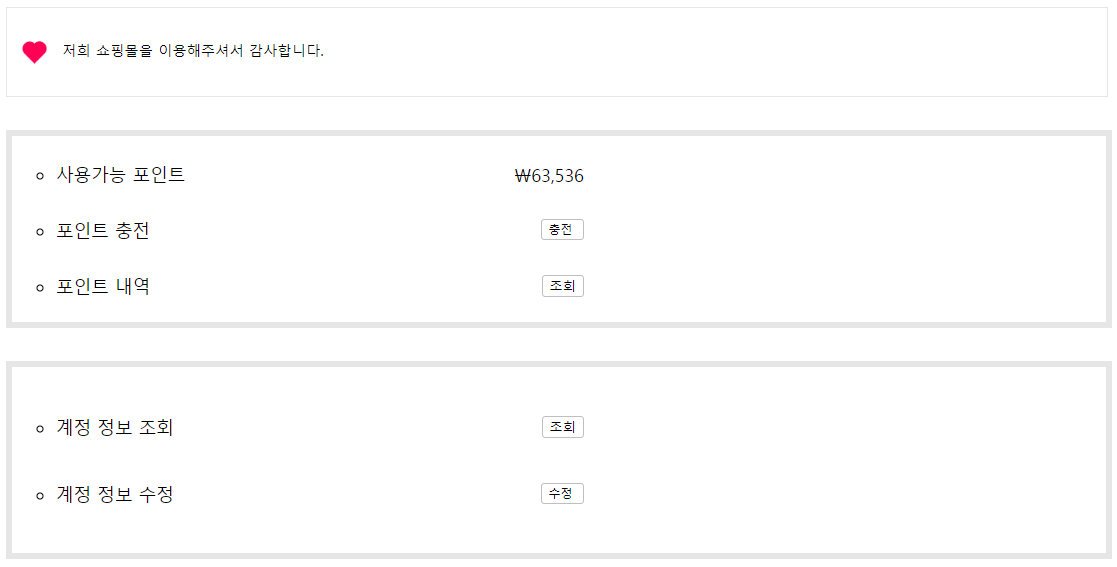 저희 쇼핑몰을 이용해주셔서 감사합니다.
사용가능 포인트 ₩63,536
포인트 충전 충전
포인트 내역 조회
계정 정보 조회 조회
계정 정보 수정 수정